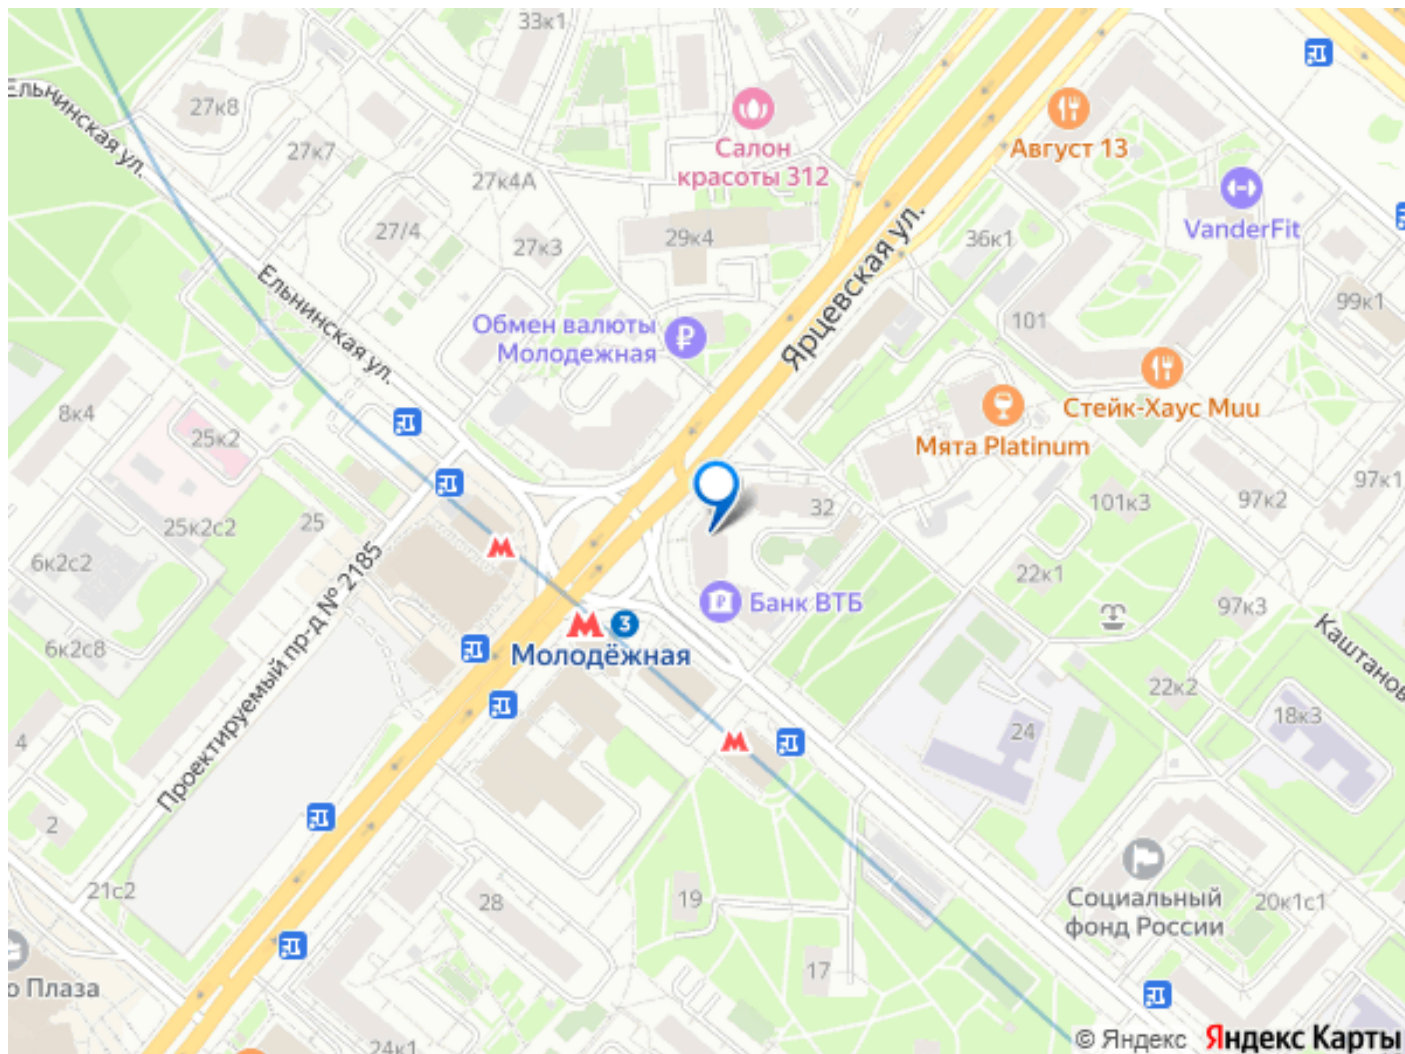 33к1
Ельнинская ул.
27к8
27к7
27к4А
27/4
27к3
Салон
красоты 312
29к4
Август 13
VanderFit
36к1
Ярцевская ул.
99к1
101
Ельнинская ул.
Обмен валюты
Молодежная
Стейк-Хаус Muu
Мята Platinum
8к4
25к2
25к2с2
25
32
101к3
97к2
97к1
6к2с2
22к1
97к3
Проектируемый пр-д № 2185
Банк ВТБ
3
Молодёжная
6к2с8
Каштанов
22к2
18к3
24
4
2
21с2
28
19
17
Социальный
фонд России
20к1с1
о Плаза
24к1
© Яндекс Яндекс Карты